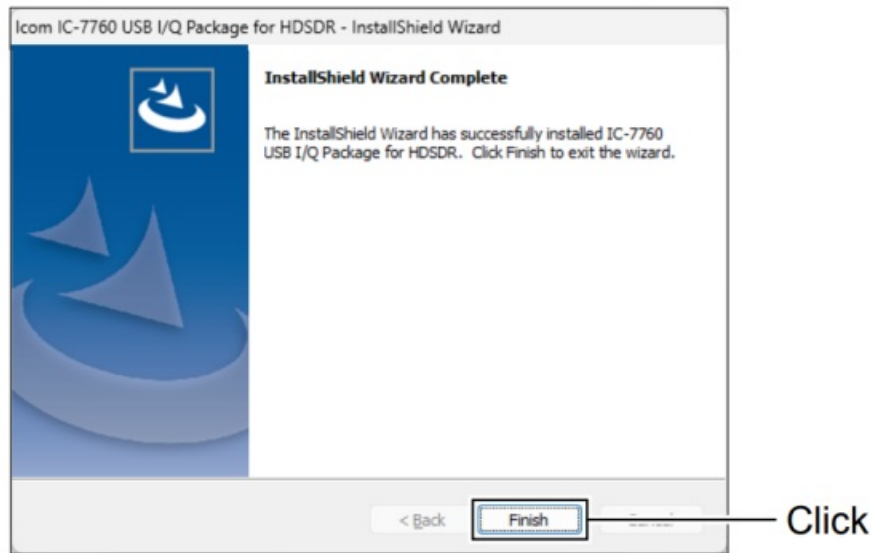 Icom IC-7760 USB I/Q Package for HDSDR - InstallShield Wizard
InstallShield Wizard Complete
The InstallShield Wizard has successfully installed IC-7760
USB I/Q Package for HDSDR. Click Finish to exit the wizard.
< Back
Finish
Click